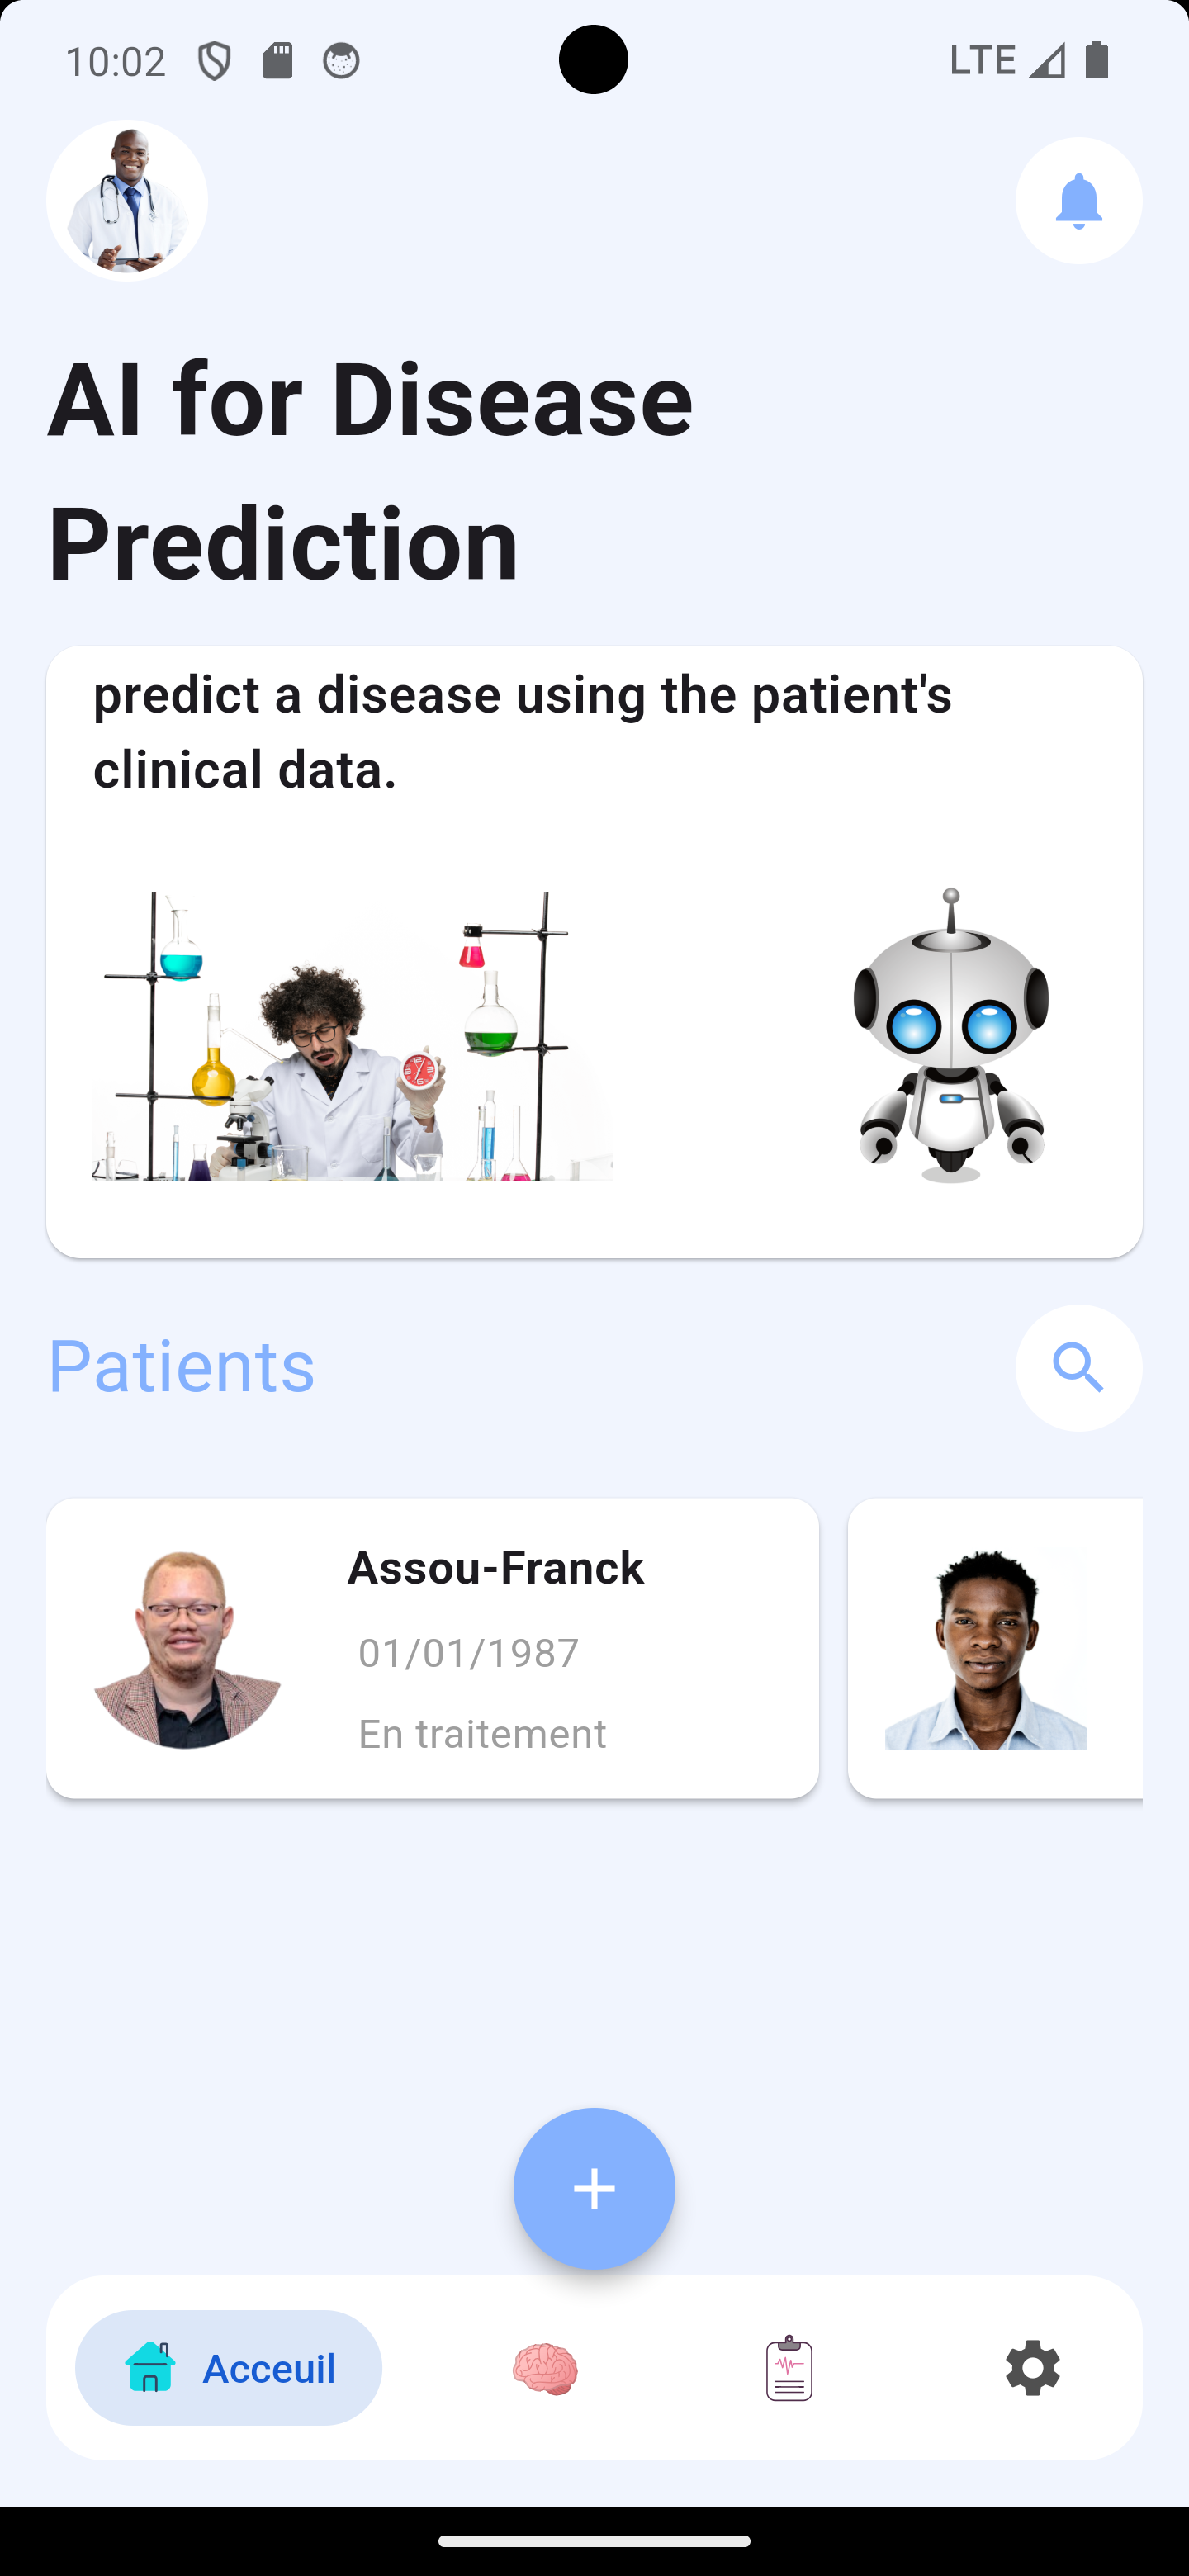 10:02 LTE
AI for Disease
Prediction
predict a disease using the patient's
clinical data.
Patients
Assou-Franck
01/01/1987
En traitement
Acceuil